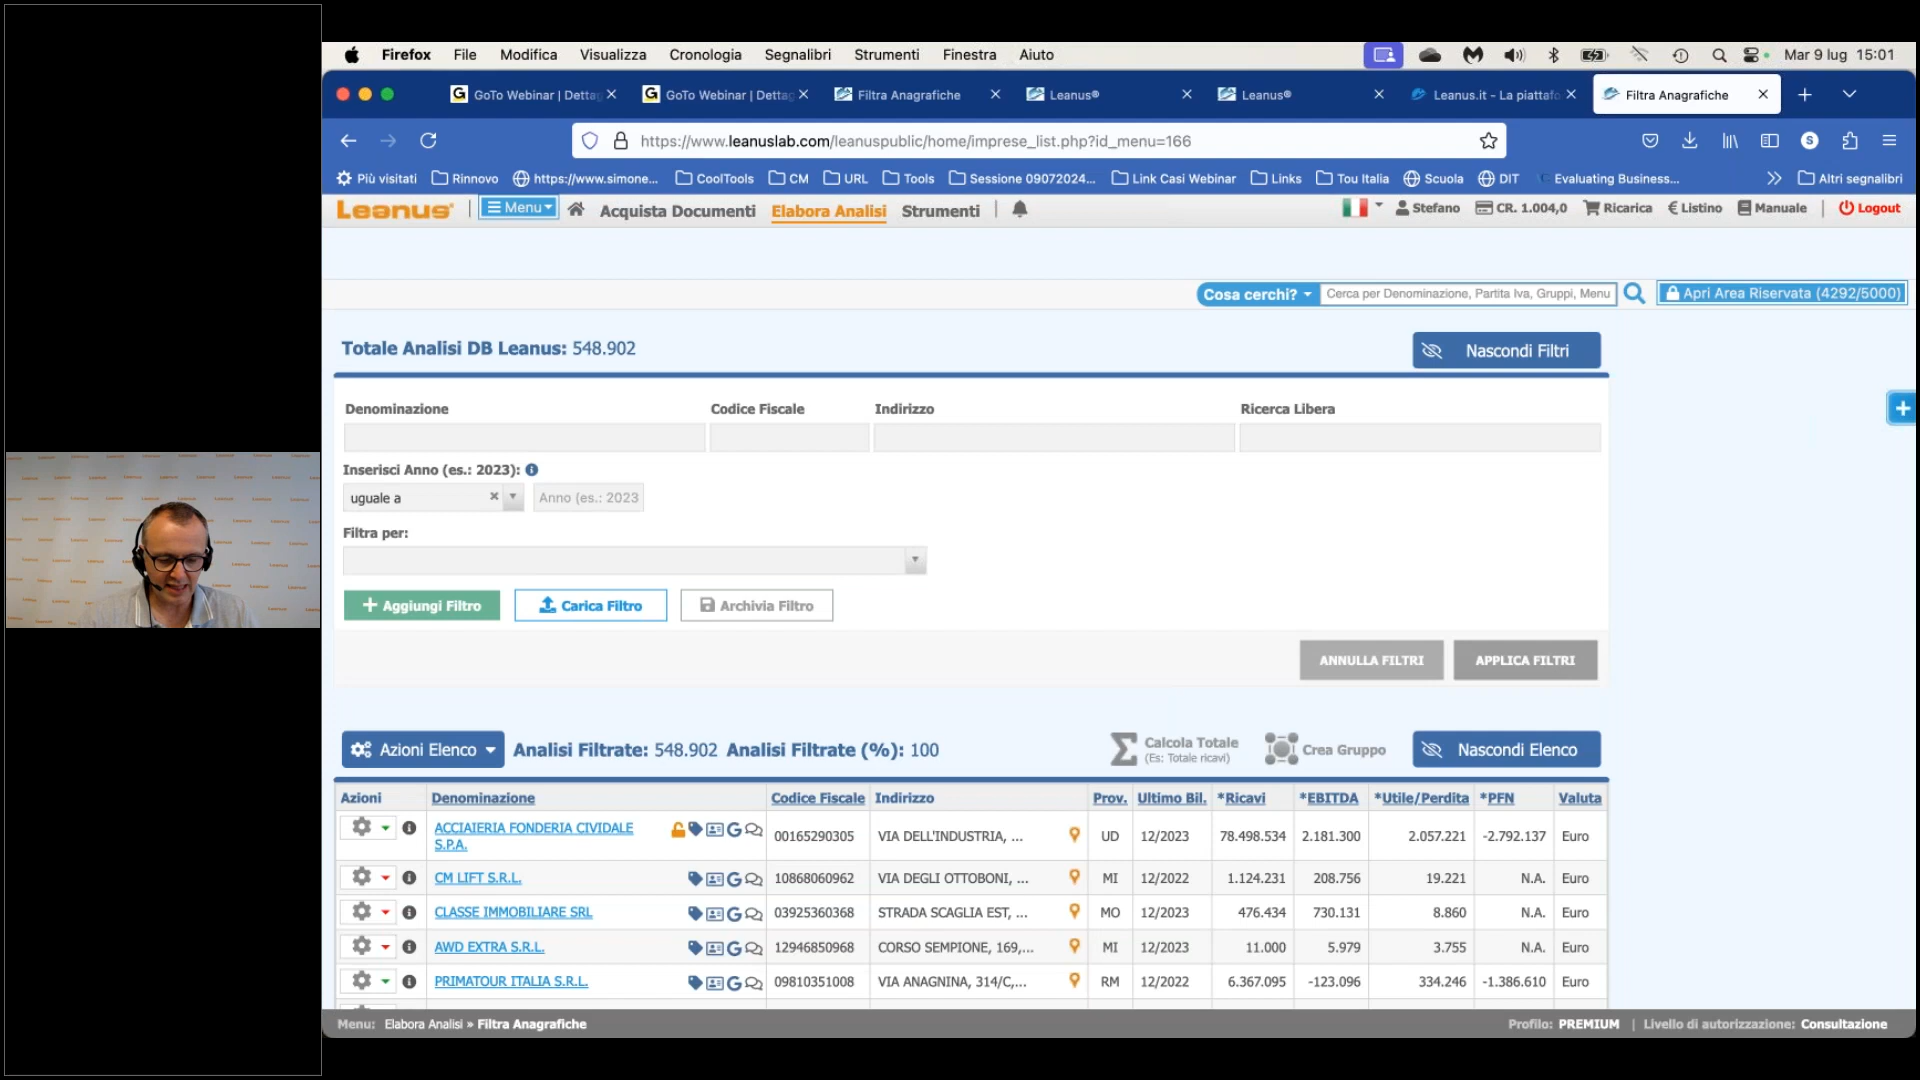 Firefox File Modifica Visualizza Cronologia Segnalibri Strumenti Finestra Aiuto Mar 9 lug 15:01
GoTo Webinar | Dettag GoTo Webinar | Dettag Filtra Anagrafiche Leanus® Leanus® Leanus.it - La piattafo Filtra Anagrafiche
https://www.leanuslab.com/leanuspublic/home/imprese_list.php?id_menu=166 S
Più visitati Rinnovo https://www.simone... CoolTools CM URL Tools Sessione 09072024... Link Casi Webinar Links Tou Italia Scuola DIT Evaluating Business... Altri segnalibri
Leanus® Menu Acquista Documenti Elabora Analisi Strumenti Stefano CR. 1.004,0 Ricarica € Listino Manuale Logout
Cosa cerchi? Cerca per Denominazione, Partita Iva, Gruppi, Menu Apri Area Riservata (4292/5000)
Totale Analisi DB Leanus: 548.902 Nascondi Filtri
Denominazione Codice Fiscale Indirizzo Ricerca Libera
Inserisci Anno (es.: 2023):
uguale a Anno (es.: 2023
Filtra per:
Aggiungi Filtro Carica Filtro Archivia Filtro
ANNULLA FILTRI APPLICA FILTRI
Azioni Elenco Analisi Filtrate: 548.902 Analisi Filtrate (%): 100 Calcola Totale (Es: Totale ricavi) Crea Gruppo Nascondi Elenco
Azioni Denominazione Codice Fiscale Indirizzo Prov. Ultimo Bil. *Ricavi *EBITDA *Utile/Perdita *PFN Valuta
ACCIAIERIA FONDERIA CIVIDALE S.P.A. 00165290305 VIA DELL'INDUSTRIA, ... UD 12/2023 78.498.534 2.181.300 2.057.221 -2.792.137 Euro
CM LIFT S.R.L. 10868060962 VIA DEGLI OTTOBONI, ... MI 12/2022 1.124.231 208.756 19.221 N.A. Euro
CLASSE IMMOBILIARE SRL 03925360368 STRADA SCAGLIA EST, ... MO 12/2023 476.434 730.131 8.860 N.A. Euro
AWD EXTRA S.R.L. 12946850968 CORSO SEMPIONE, 169,... MI 12/2023 11.000 5.979 3.755 N.A. Euro
PRIMATOUR ITALIA S.R.L. 09810351008 VIA ANAGNINA, 314/C,... RM 12/2022 6.367.095 -123.096 334.246 -1.386.610 Euro
Menu: Elabora Analisi » Filtra Anagrafiche Profilo: PREMIUM | Livello di autorizzazione: Consultazione